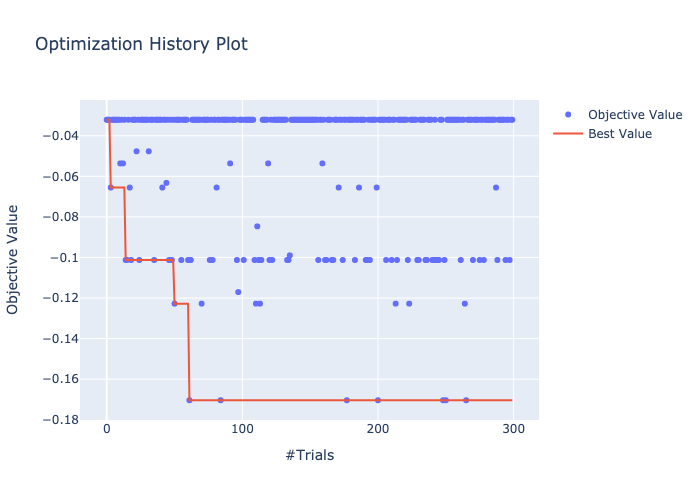 Optimization History Plot
Objective Value
Best Value
−0.04
−0.06
−0.08
−0.1
−0.12
−0.14
−0.16
−0.18
Objective Value
0
100
200
300
#Trials